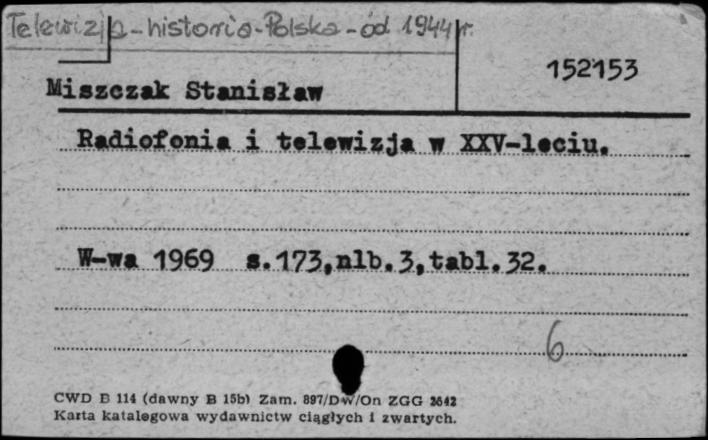 Telewizja-historia-Polska-od 1944 r.
152153
Miszczak Stanisław
Radiofonia i telewizja w XXV-leciu.
W-wa 1969 s.173,nlb.3,tabl.32.
6
CWD B 114 (dawny B 15b) Zam. 897/DW/On ZGG 3642
Karta katalogowa wydawnictw ciągłych i zwartych.